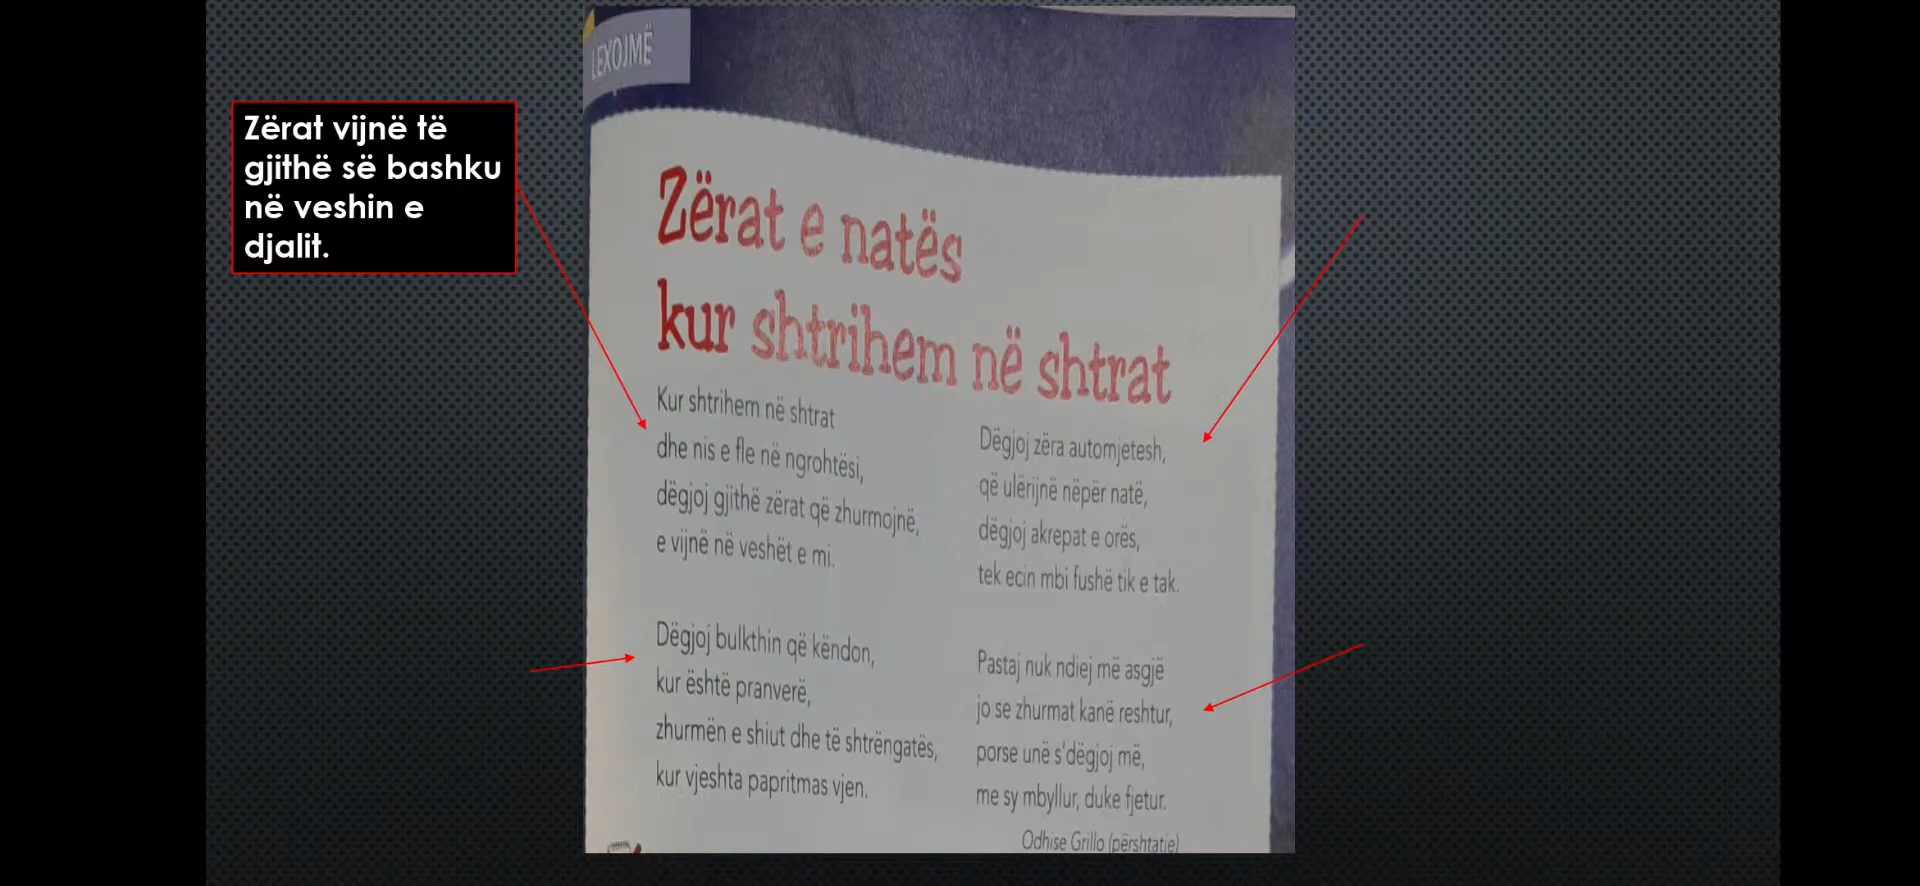 LEXOJMË
Zërat vijnë të
gjithë së bashku
në veshin e
djalit.
Zërat e natës
kur shtrihem në shtrat
Kur shtrihem në shtrat
dhe nis e fle në ngrohtësi,
dëgjoj gjithë zërat që zhurmojnë,
e vijnë në veshët e mi.
Dëgjoj bulkthin që këndon,
kur është pranverë,
zhurmën e shiut dhe të shtrëngatës,
kur vjeshta papritmas vjen.
Dëgjoj zëra automjetesh,
që ulërijnë nëpër natë,
dëgjoj akrepat e orës,
tek ecin mbi fushë tik e tak.
Pastaj nuk ndiej më asgjë
jo se zhurmat kanë reshtur,
porse unë s'dëgjoj më,
me sy mbyllur, duke fjetur.
Odhise Grillo (përshtatje)